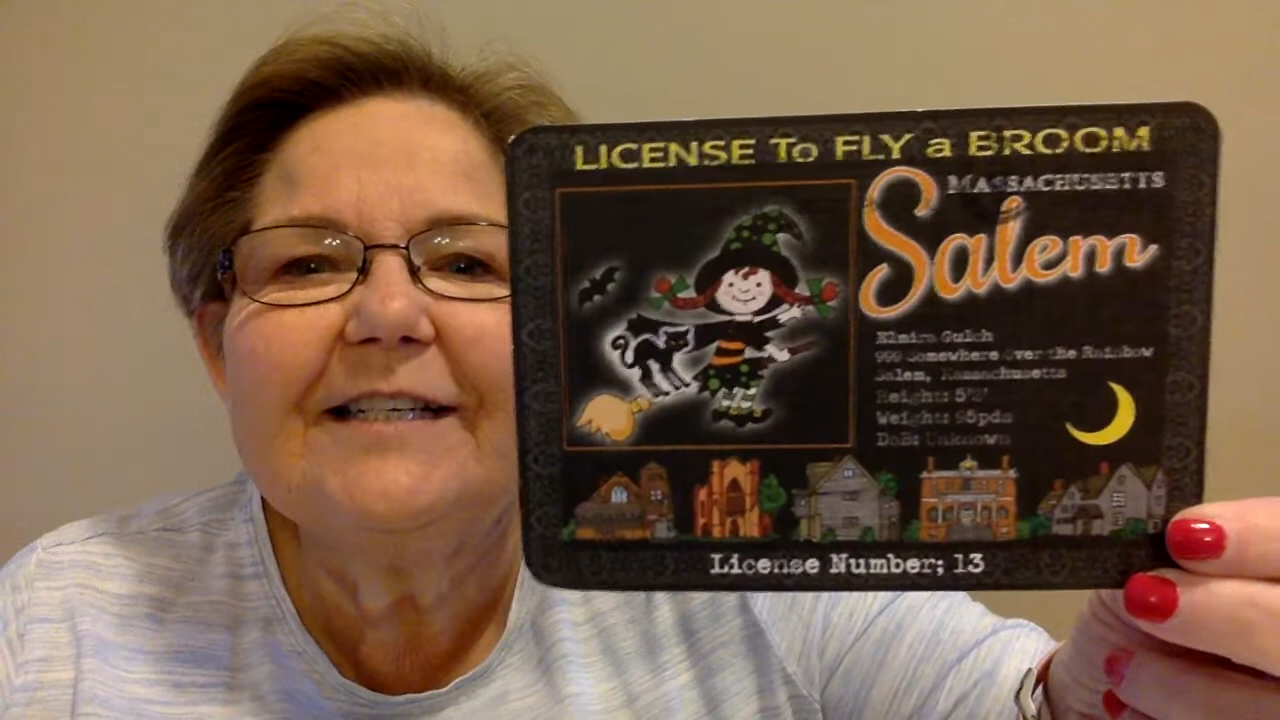 LICENSE To FLY a BROOM
MASSACHUSETTS
Salem
Elmira Gulch
999 Somewhere Over the Rainbow
Salem, Massachusetts
Height: 5'2'
Weight: 95pds
DoB: Unknown
License Number; 13